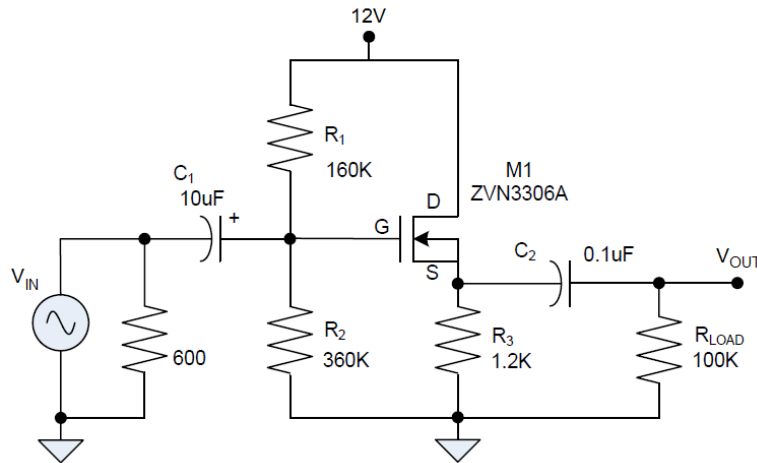 12V
R1
160K
C1
10uF
+
M1
ZVN3306A
D
G
S
C2
0.1uF
VOUT
VIN
600
R2
360K
R3
1.2K
RLOAD
100K